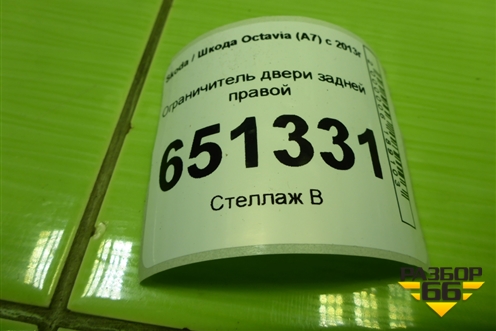 Skoda / Шкода Octavia (A7) с 2013г
Ограничитель двери задней
правой
651331
Стеллаж В
РАЗБОР
66